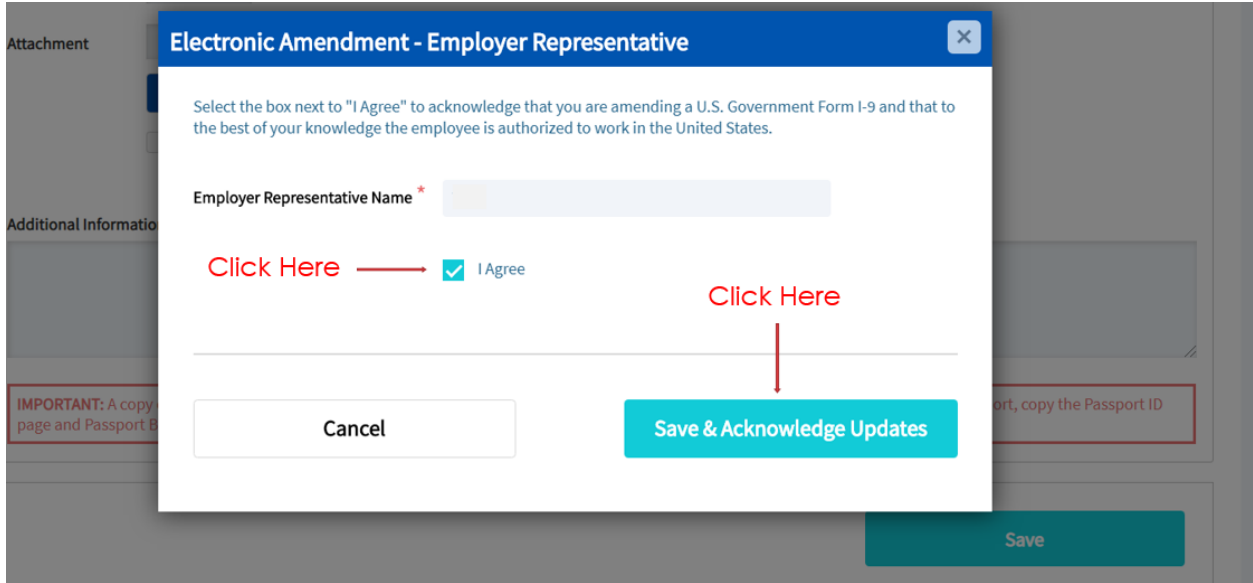 Attachment
Electronic Amendment - Employer Representative
Select the box next to "I Agree" to acknowledge that you are amending a U.S. Government Form I-9 and that to
the best of your knowledge the employee is authorized to work in the United States.
Employer Representative Name *
Additional Informatio
Click Here
I Agree
Click Here
IMPORTANT: A copy
ort, copy the Passport ID
page and Passport B
Cancel
Save & Acknowledge Updates
Save